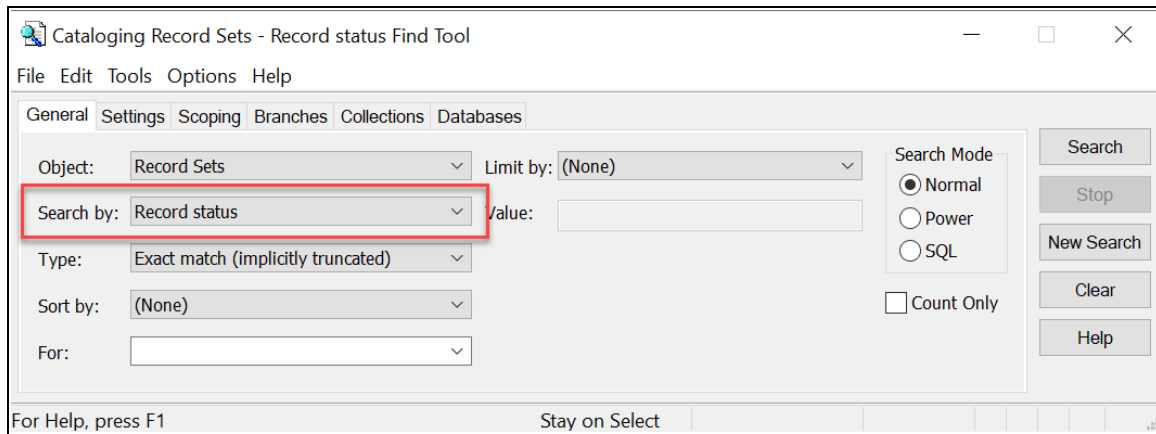 Cataloging Record Sets - Record status Find Tool
File Edit Tools Options Help
General Settings Scoping Branches Collections Databases
Object: Record Sets Limit by: (None)
Search by: Record status Value:
Type: Exact match (implicitly truncated)
Sort by: (None)
For:
Search Mode
Normal
Power
SQL
Count Only
Search
Stop
New Search
Clear
Help
For Help, press F1 Stay on Select